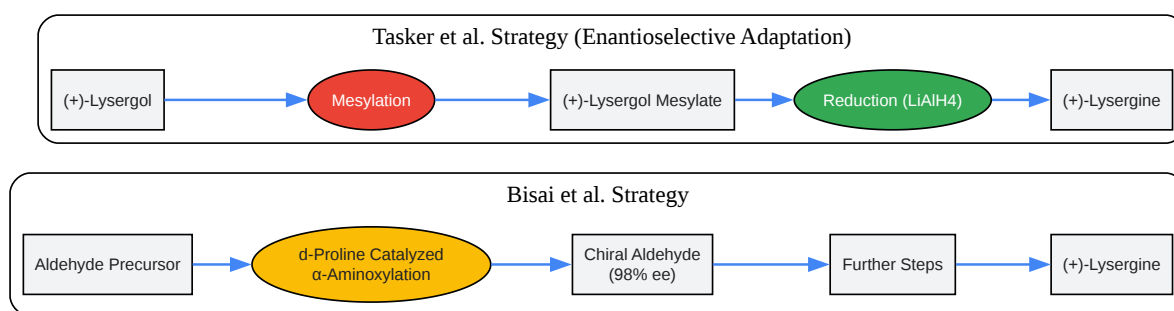 Tasker et al. Strategy (Enantioselective Adaptation)
(+)-Lysergol
Mesylation
(+)-Lysergol Mesylate
Reduction (LiAlH4)
(+)-Lysergine
Bisai et al. Strategy
Aldehyde Precursor
d-Proline Catalyzed
α-Aminoxylation
Chiral Aldehyde
(98% ee)
Further Steps
(+)-Lysergine